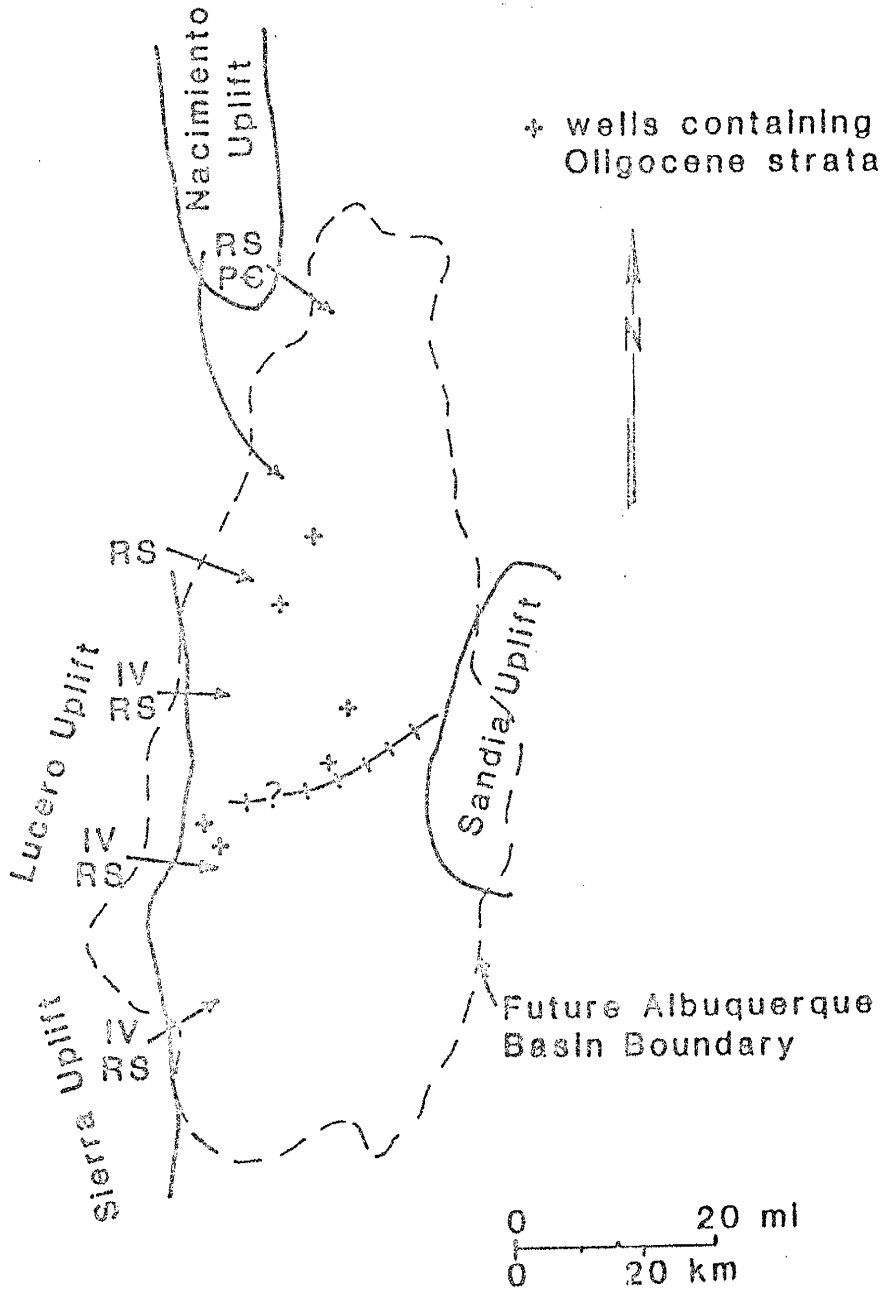 Nacimiento
Uplift
+ wells containing
Oligocene strata
RS
P€
N
RS
IV
RS
Lucero Uplift
Sandia Uplift
?
IV
RS
IV
RS
Sierra Uplift
Future Albuquerque
Basin Boundary
0 20 mi
0 20 km